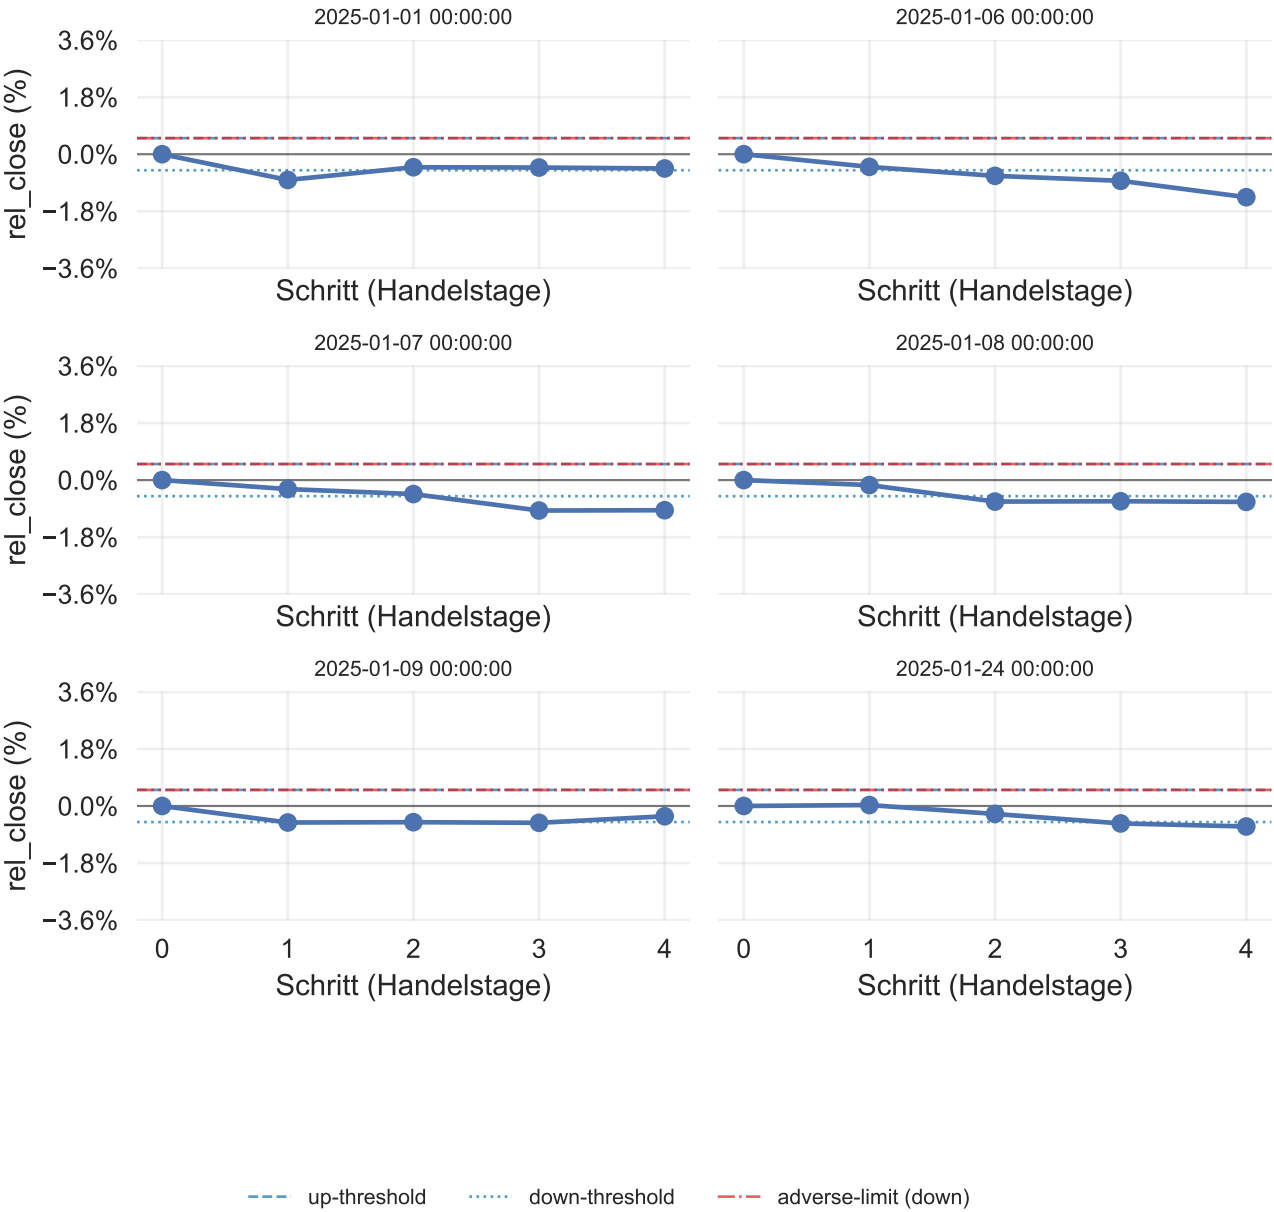 2025-01-01 00:00:00
2025-01-06 00:00:00
3.6%
1.8%
0.0%
−1.8%
−3.6%
rel_close (%)
Schritt (Handelstage)
Schritt (Handelstage)
2025-01-07 00:00:00
2025-01-08 00:00:00
3.6%
1.8%
0.0%
−1.8%
−3.6%
rel_close (%)
Schritt (Handelstage)
Schritt (Handelstage)
2025-01-09 00:00:00
2025-01-24 00:00:00
3.6%
1.8%
0.0%
−1.8%
−3.6%
rel_close (%)
0 1 2 3 4
0 1 2 3 4
Schritt (Handelstage)
Schritt (Handelstage)
up-threshold
down-threshold
adverse-limit (down)